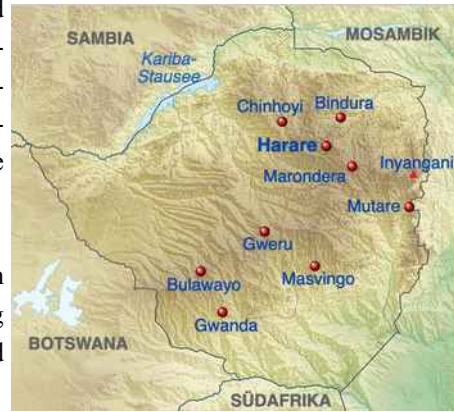 SAMBIA
MOSAMBIK
Kariba-
Stausee
Chinhoyi
Bindura
Harare
Inyangani
Marondera
Mutare
Gweru
Masvingo
Bulawayo
Gwanda
BOTSWANA
SÜDAFRIKA